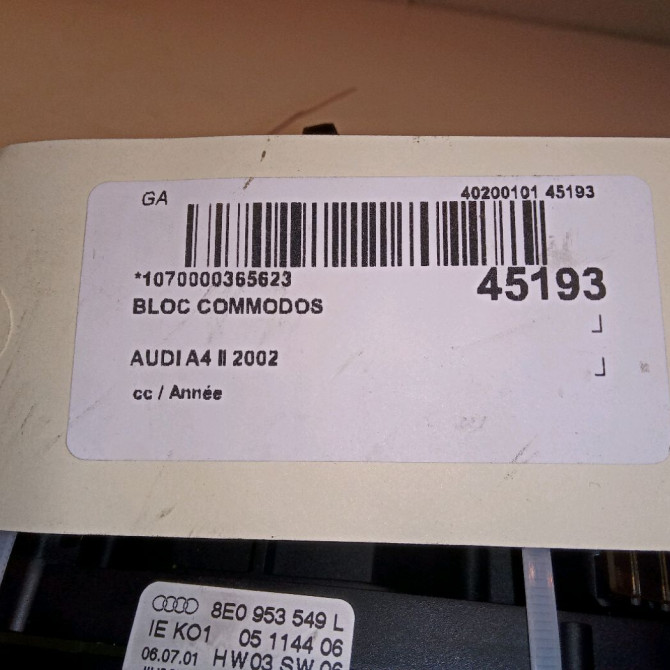 GA
40200101 45193
*1070000365623
45193
BLOC COMMODOS
AUDI A4 II 2002
cc / Année
8E0 953 549 L
IE KO1 05 1144 06
06.07.01 HW03 SW06